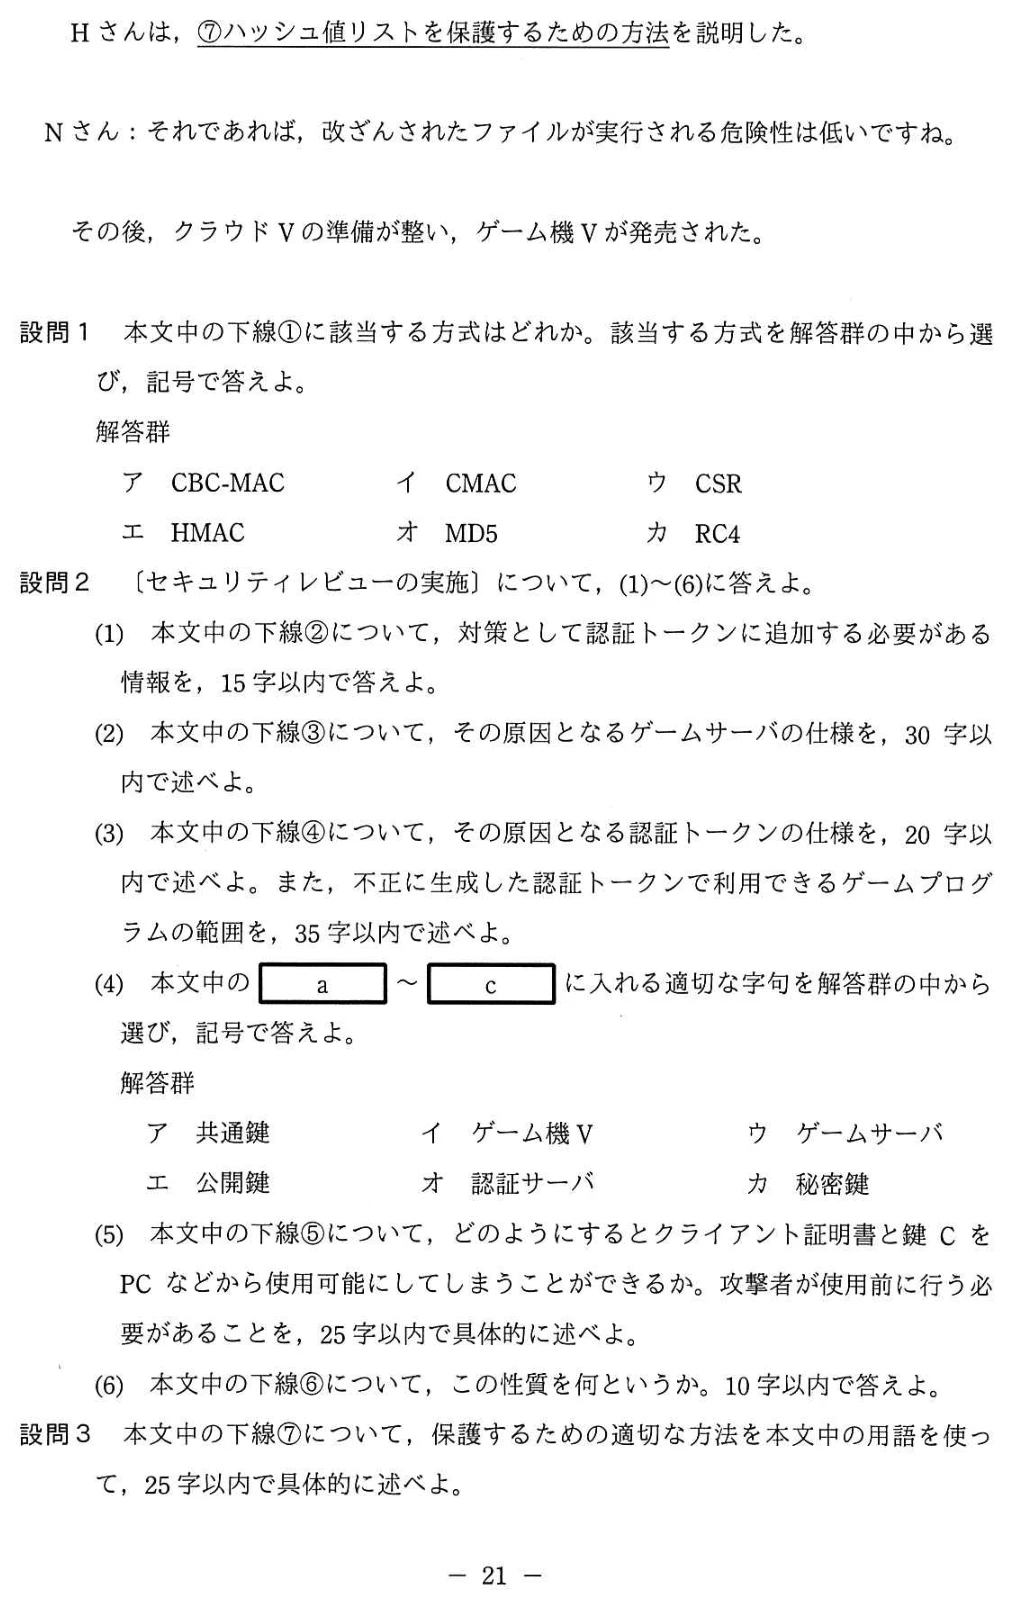 Hさんは，⑦ハッシュ値リストを保護するための方法を説明した。
Nさん：それであれば，改ざんされたファイルが実行される危険性は低いですね。
その後，クラウドVの準備が整い，ゲーム機Vが発売された。
設問1　本文中の下線①に該当する方式はどれか。該当する方式を解答群の中から選
び，記号で答えよ。
解答群
ア　CBC-MAC　イ　CMAC　ウ　CSR
エ　HMAC　オ　MD5　カ　RC4
設問2　〔セキュリティレビューの実施〕について，(1)～(6)に答えよ。
(1)　本文中の下線②について，対策として認証トークンに追加する必要がある
情報を，15字以内で答えよ。
(2)　本文中の下線③について，その原因となるゲームサーバの仕様を，30字以
内で述べよ。
(3)　本文中の下線④について，その原因となる認証トークンの仕様を，20字以
内で述べよ。また，不正に生成した認証トークンで利用できるゲームプログ
ラムの範囲を，35字以内で述べよ。
(4)　本文中の a ～ c に入れる適切な字句を解答群の中から
選び，記号で答えよ。
解答群
ア　共通鍵　イ　ゲーム機V　ウ　ゲームサーバ
エ　公開鍵　オ　認証サーバ　カ　秘密鍵
(5)　本文中の下線⑤について，どのようにするとクライアント証明書と鍵Cを
PCなどから使用可能にしてしまうことができるか。攻撃者が使用前に行う必
要があることを，25字以内で具体的に述べよ。
(6)　本文中の下線⑥について，この性質を何というか。10字以内で答えよ。
設問3　本文中の下線⑦について，保護するための適切な方法を本文中の用語を使っ
て，25字以内で具体的に述べよ。
― 21 ―